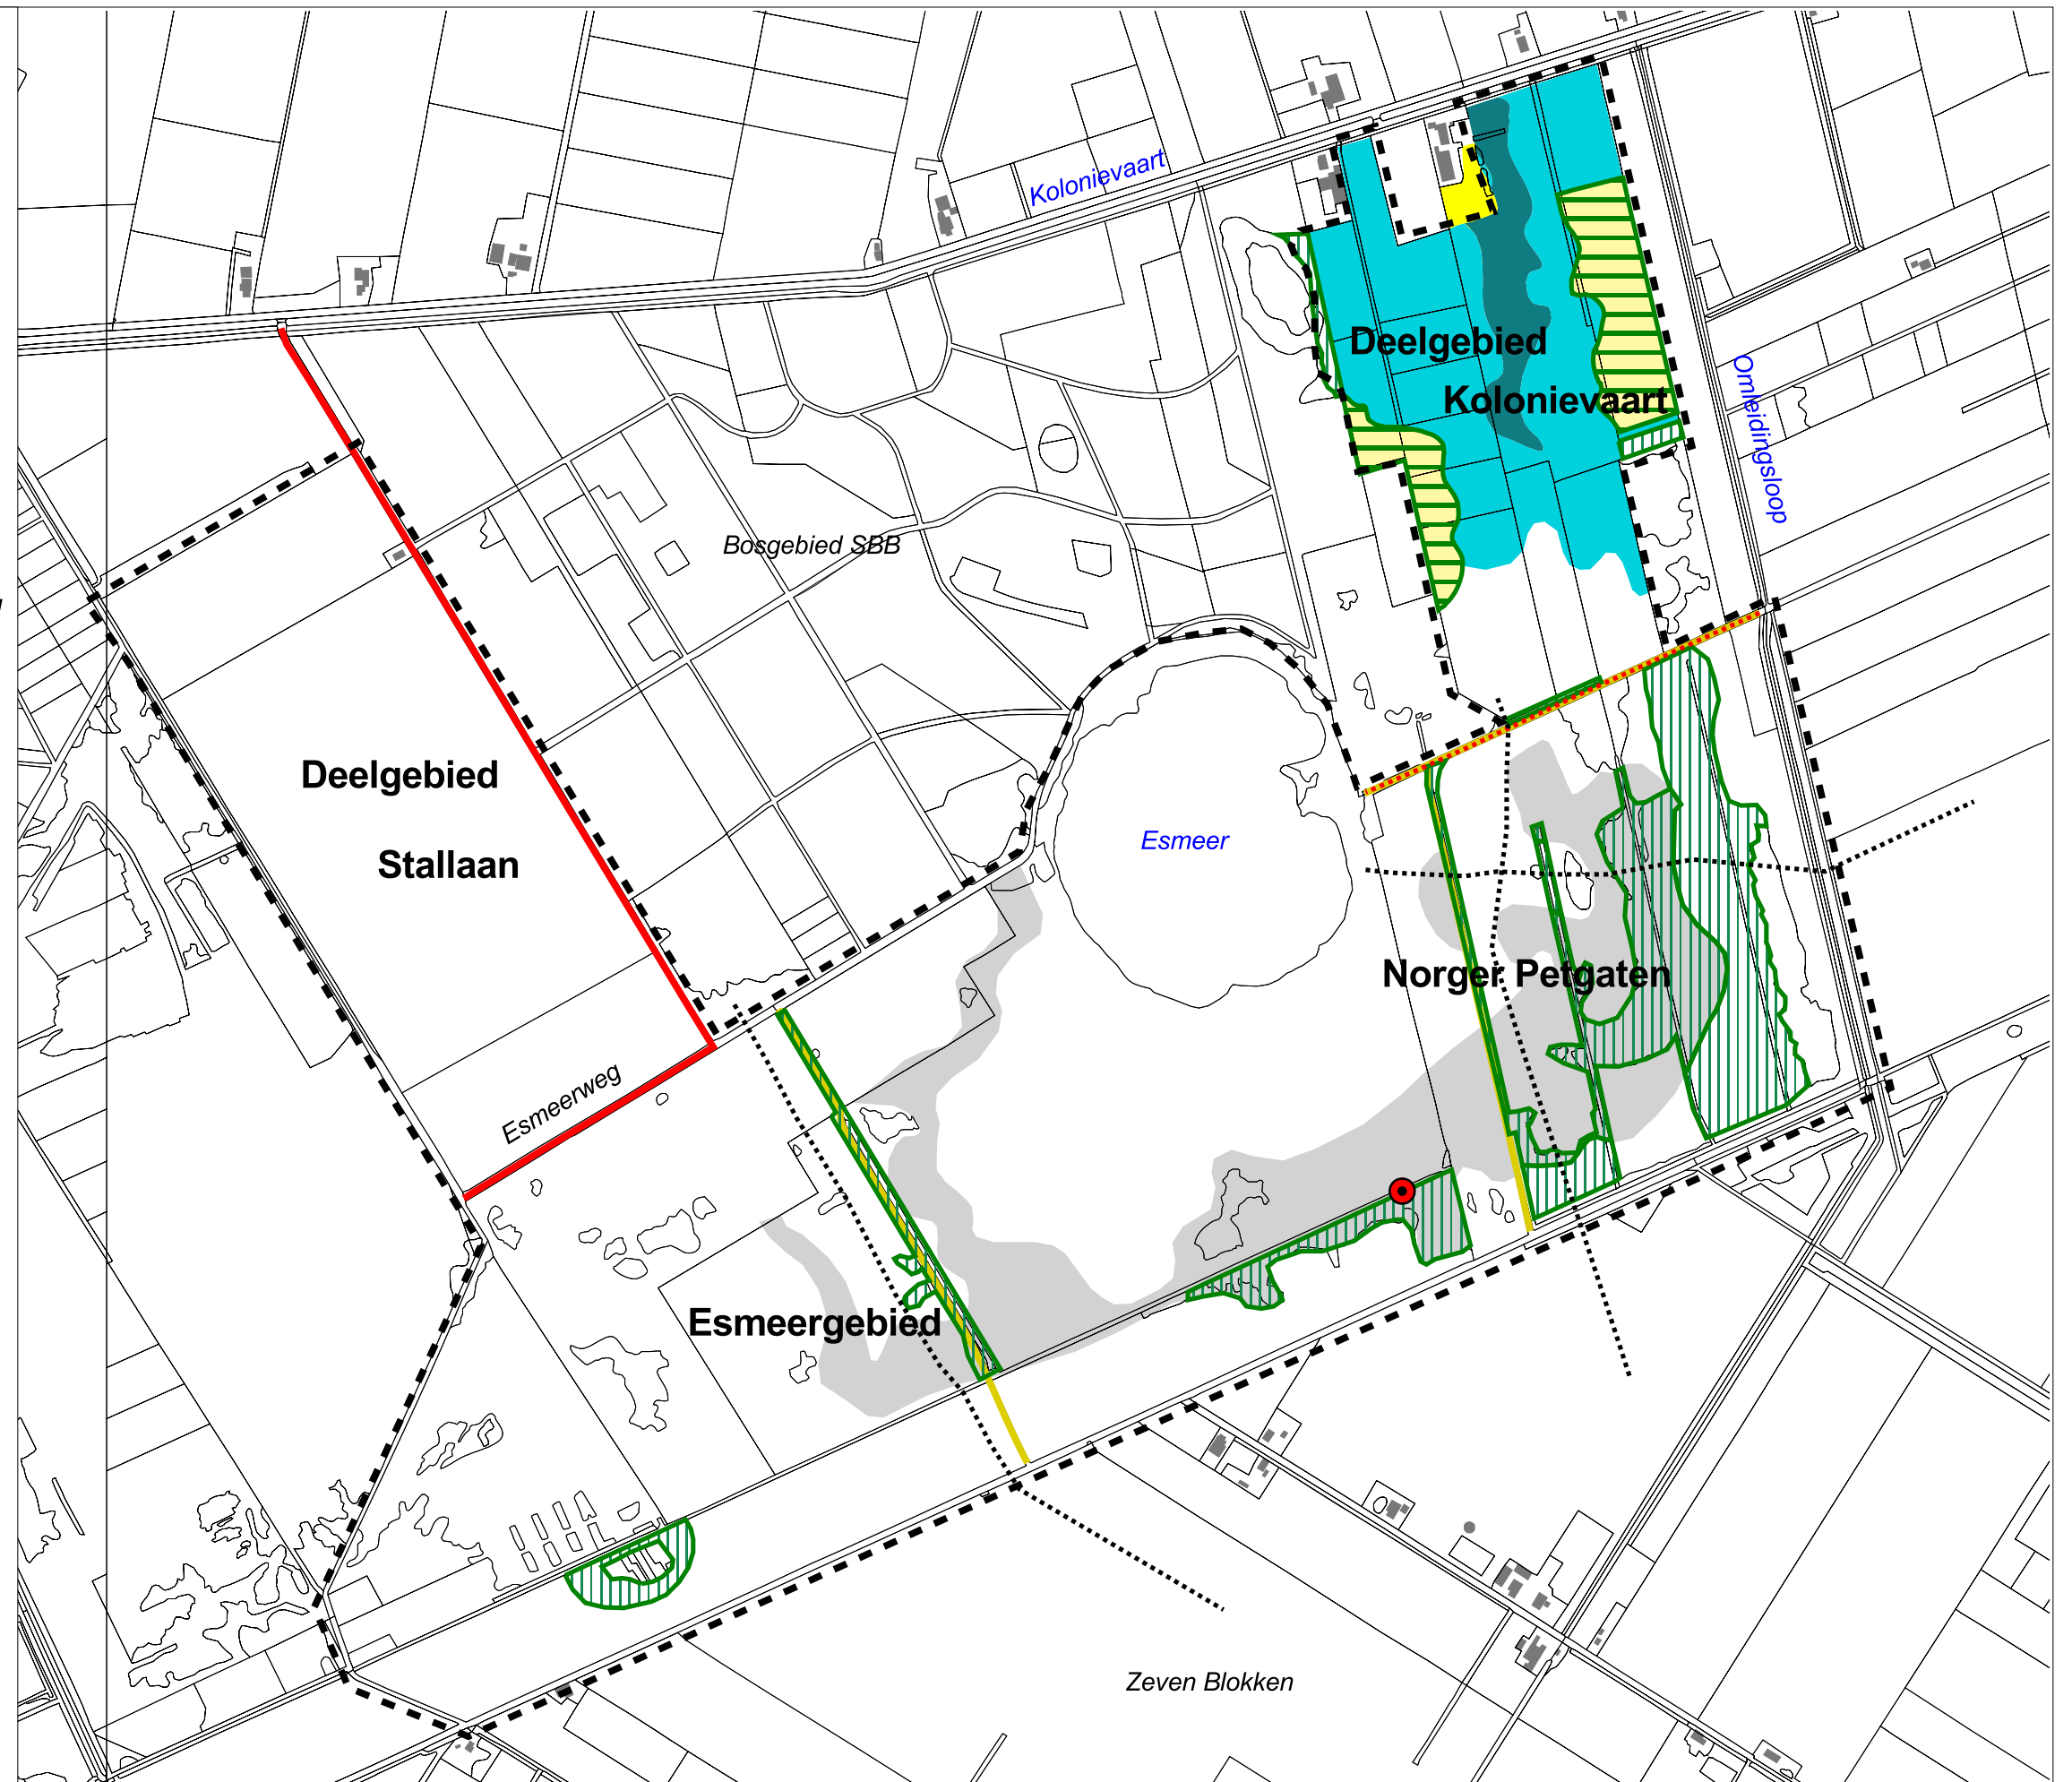 Kolonievaart
Deelgebied
Kolonievaart
Omleidingsloop
Bosgebied SBB
Deelgebied
Stallaan
Esmeer
Norger Petgaten
Esmeerweg
Esmeergebied
Zeven Blokken